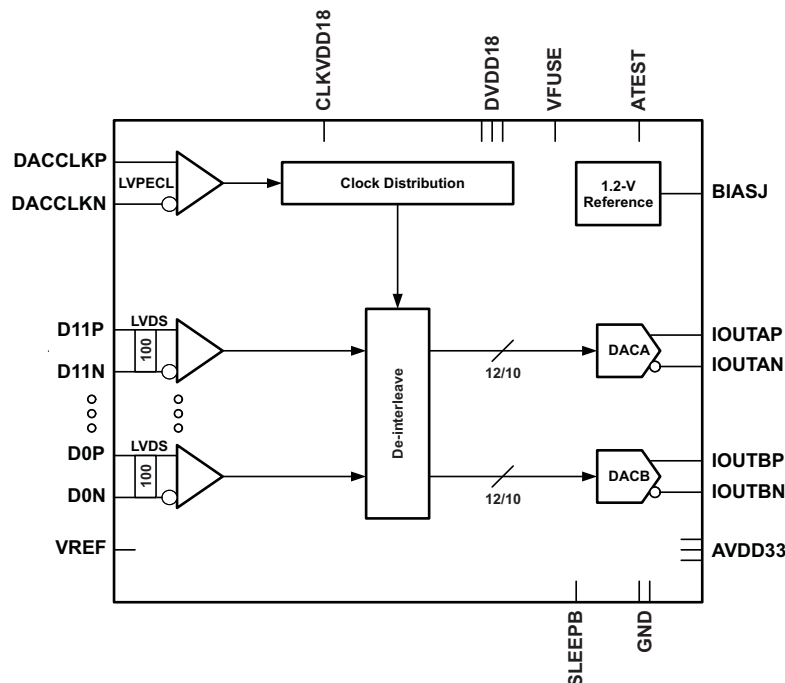 CLKVDD18
DVDD18
VFUSE
ATEST
DACCLKP
LVPECL
DACCLKN
Clock Distribution
1.2-V
Reference
BIASJ
D11P
LVDS
100
D11N
De-interleave
12/10
DACA
IOUTAP
IOUTAN
D0P
LVDS
100
D0N
12/10
DACB
IOUTBP
IOUTBN
VREF
AVDD33
SLEEPB
GND